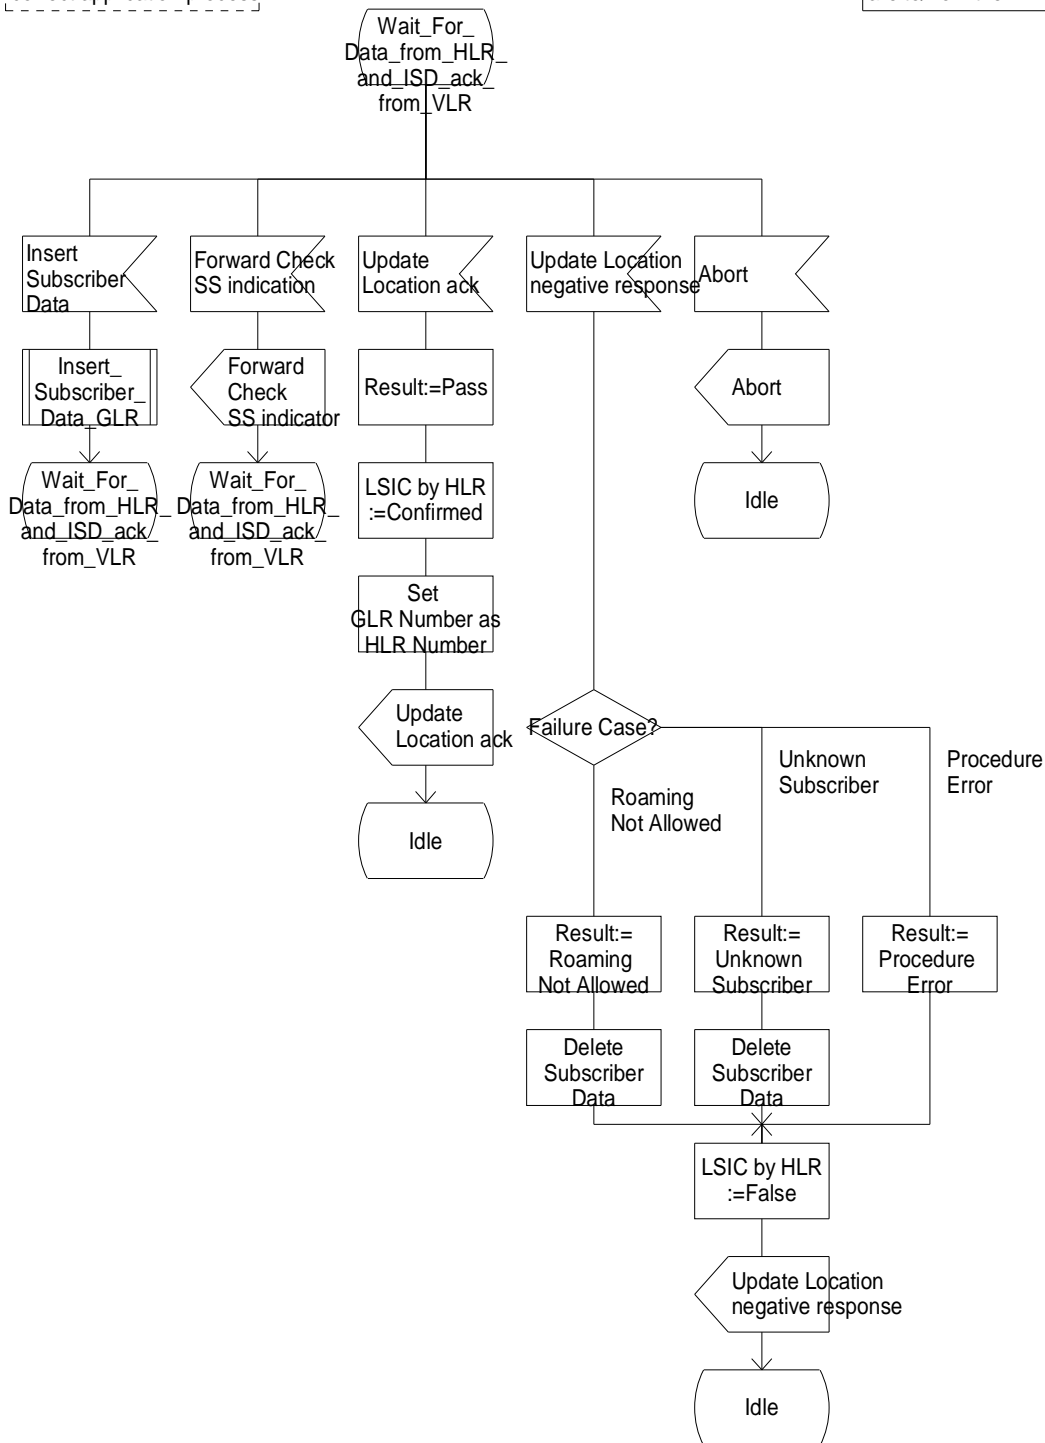 Wait_For_
Data_from_HLR_
and_ISD_ack_
from_VLR
Insert
Subscriber
Data
Forward Check
SS indication
Update
Location ack
Update Location
negative response
Abort
Insert_
Subscriber_
Data_GLR
Forward
Check
SS indicator
Result:=Pass
Abort
Wait_For_
Data_from_HLR_
and_ISD_ack_
from_VLR
Wait_For_
Data_from_HLR_
and_ISD_ack_
from_VLR
LSIC by HLR
:=Confirmed
Idle
Set
GLR Number as
HLR Number
Update
Location ack
Failure Case?
Unknown
Subscriber
Procedure
Error
Roaming
Not Allowed
Idle
Result:=
Roaming
Not Allowed
Result:=
Unknown
Subscriber
Result:=
Procedure
Error
Delete
Subscriber
Data
Delete
Subscriber
Data
LSIC by HLR
:=False
Update Location
negative response
Idle